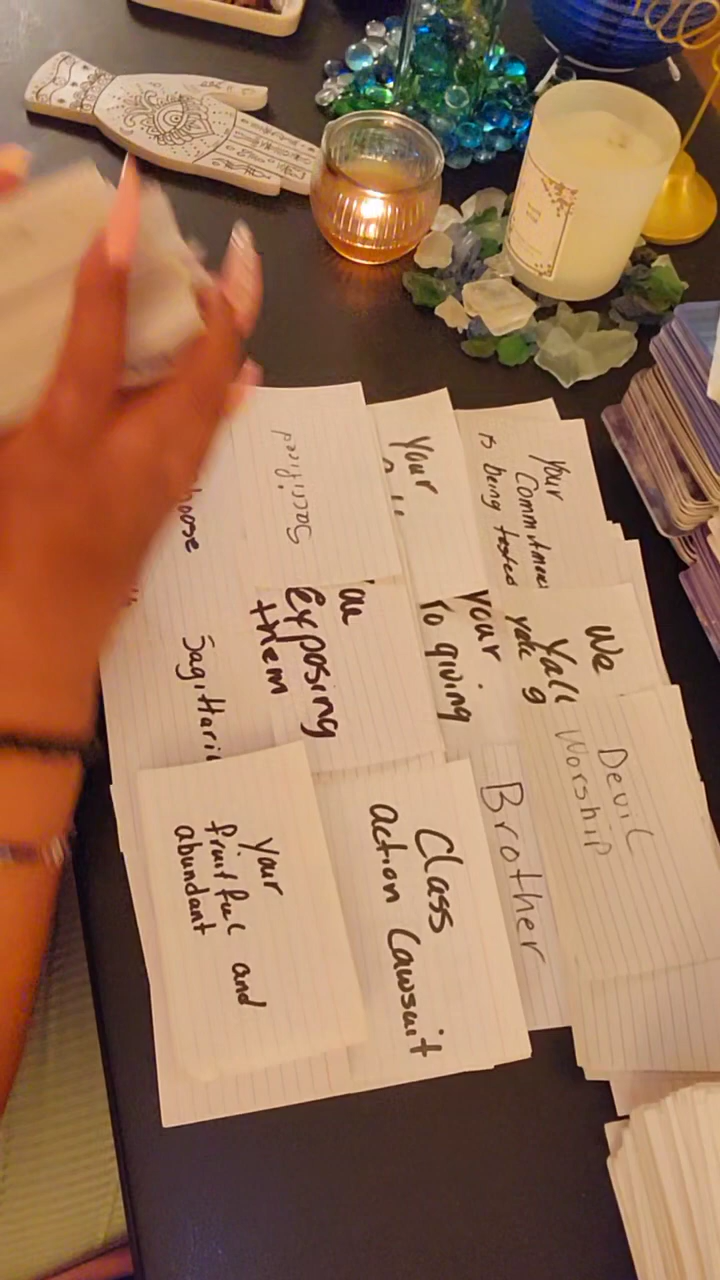 Your
Commitment
is being tested
Your
Sacrificed
We
Yall
Your
To giving
Exposing
them
Devil
Worship
Brother
Class
action Lawsuit
Your
fruitful and
abundant